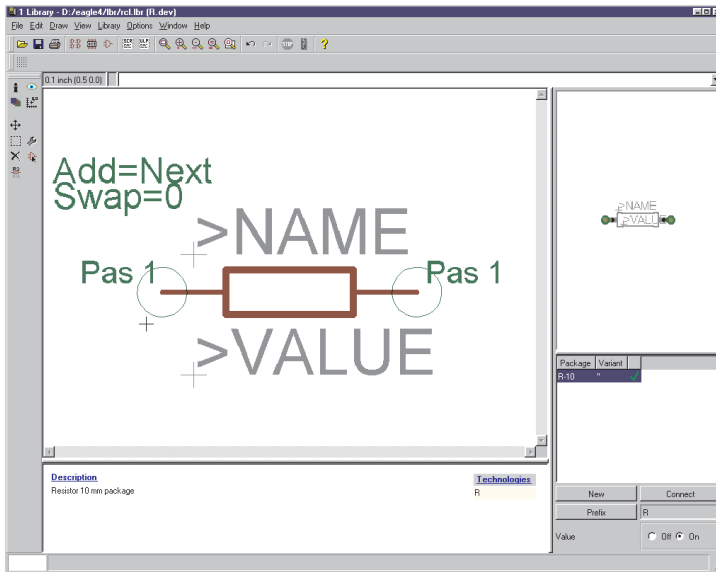 1 Library - D:/eagle4/lbr/rcl.lbr (R.dev)
File Edit Draw View Library Options Window Help
0.1 inch (0.5 0.0)
Add=Next
Swap=0
>NAME
Pas 1 Pas 1
>VALUE
>NAME
>VALUE
Package Variant
R-10 ''
Description
Resistor 10 mm package
Technologies
R
New Connect
Prefix R
Value Off On